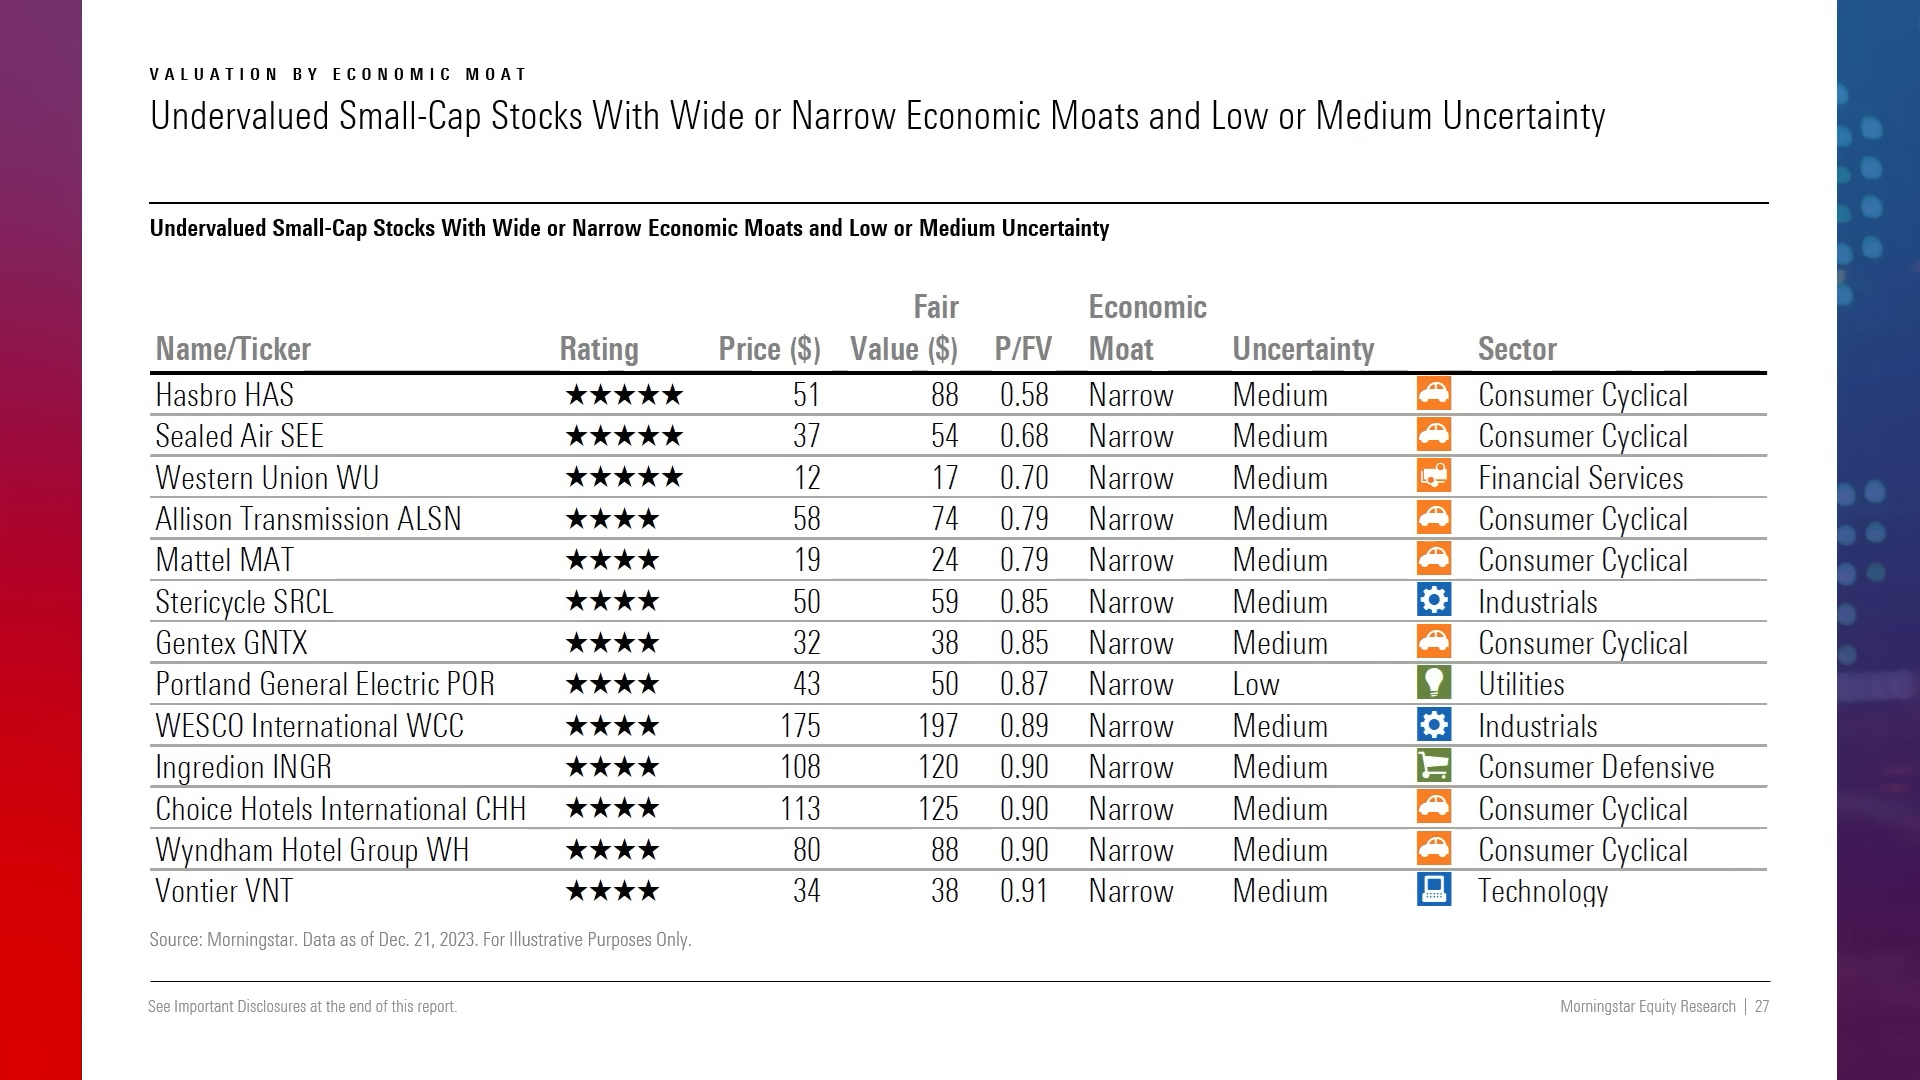 VALUATION BY ECONOMIC MOAT
Undervalued Small-Cap Stocks With Wide or Narrow Economic Moats and Low or Medium Uncertainty
Undervalued Small-Cap Stocks With Wide or Narrow Economic Moats and Low or Medium Uncertainty
Name/Ticker Rating Price ($) Fair Value ($) P/FV Economic Moat Uncertainty Sector
Hasbro HAS ★★★★★ 51 88 0.58 Narrow Medium Consumer Cyclical
Sealed Air SEE ★★★★★ 37 54 0.68 Narrow Medium Consumer Cyclical
Western Union WU ★★★★★ 12 17 0.70 Narrow Medium Financial Services
Allison Transmission ALSN ★★★★ 58 74 0.79 Narrow Medium Consumer Cyclical
Mattel MAT ★★★★ 19 24 0.79 Narrow Medium Consumer Cyclical
Stericycle SRCL ★★★★ 50 59 0.85 Narrow Medium Industrials
Gentex GNTX ★★★★ 32 38 0.85 Narrow Medium Consumer Cyclical
Portland General Electric POR ★★★★ 43 50 0.87 Narrow Low Utilities
WESCO International WCC ★★★★ 175 197 0.89 Narrow Medium Industrials
Ingredion INGR ★★★★ 108 120 0.90 Narrow Medium Consumer Defensive
Choice Hotels International CHH ★★★★ 113 125 0.90 Narrow Medium Consumer Cyclical
Wyndham Hotel Group WH ★★★★ 80 88 0.90 Narrow Medium Consumer Cyclical
Vontier VNT ★★★★ 34 38 0.91 Narrow Medium Technology
Source: Morningstar. Data as of Dec. 21, 2023. For Illustrative Purposes Only.
See Important Disclosures at the end of this report.
Morningstar Equity Research | 27